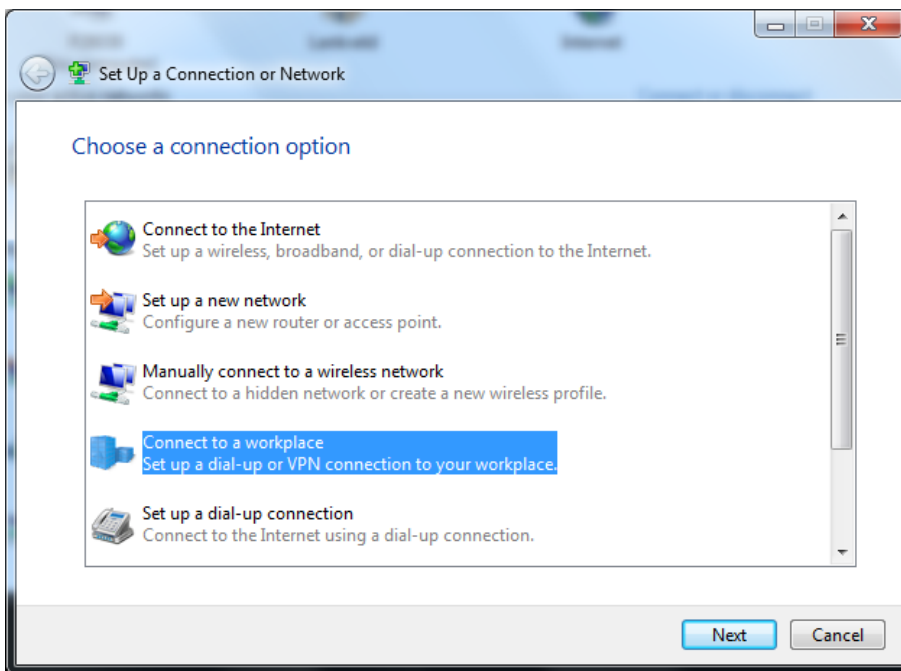 Set Up a Connection or Network
Choose a connection option
Connect to the Internet
Set up a wireless, broadband, or dial-up connection to the Internet.
Set up a new network
Configure a new router or access point.
Manually connect to a wireless network
Connect to a hidden network or create a new wireless profile.
Connect to a workplace
Set up a dial-up or VPN connection to your workplace.
Set up a dial-up connection
Connect to the Internet using a dial-up connection.
Next
Cancel